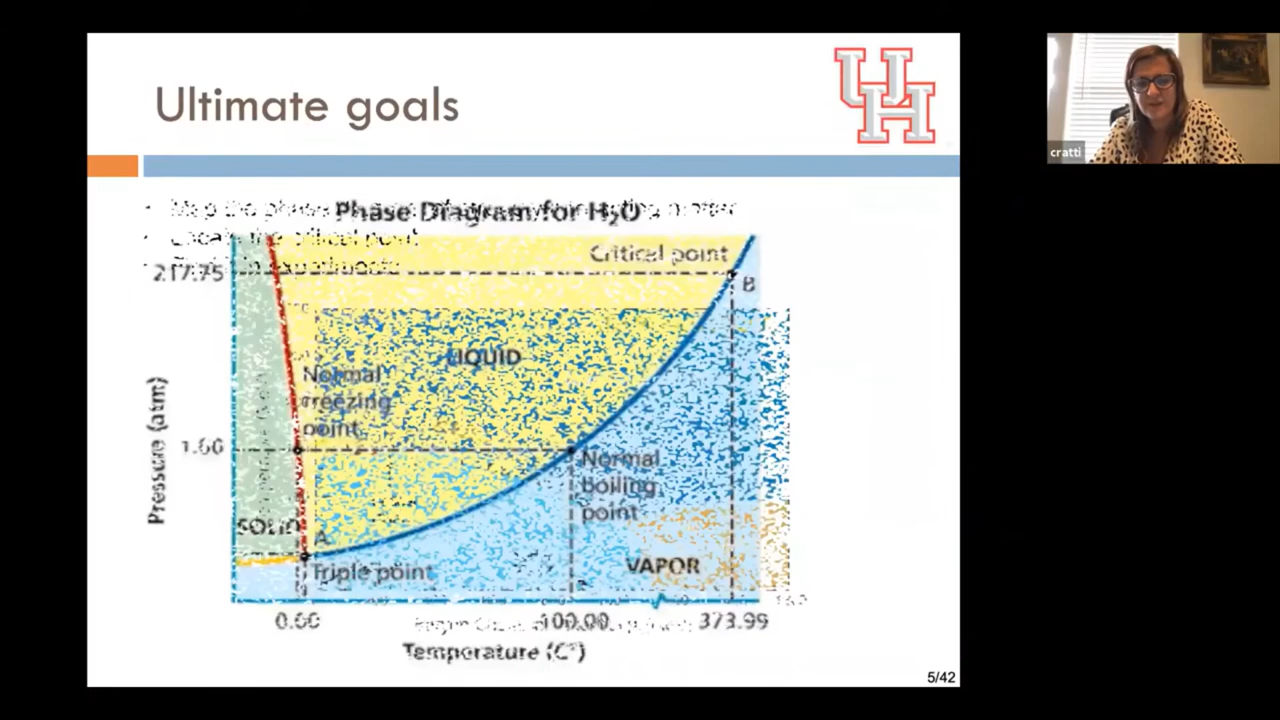 Ultimate goals
UH
cratti
Phase Diagram for H₂O
Critical point
217.75
B
LIQUID
Normal
freezing
point
1.00
Normal
boiling
point
Pressure (atm)
SOLID
A
Triple point
VAPOR
0.00
100.00
373.99
Temperature (C°)
5/42